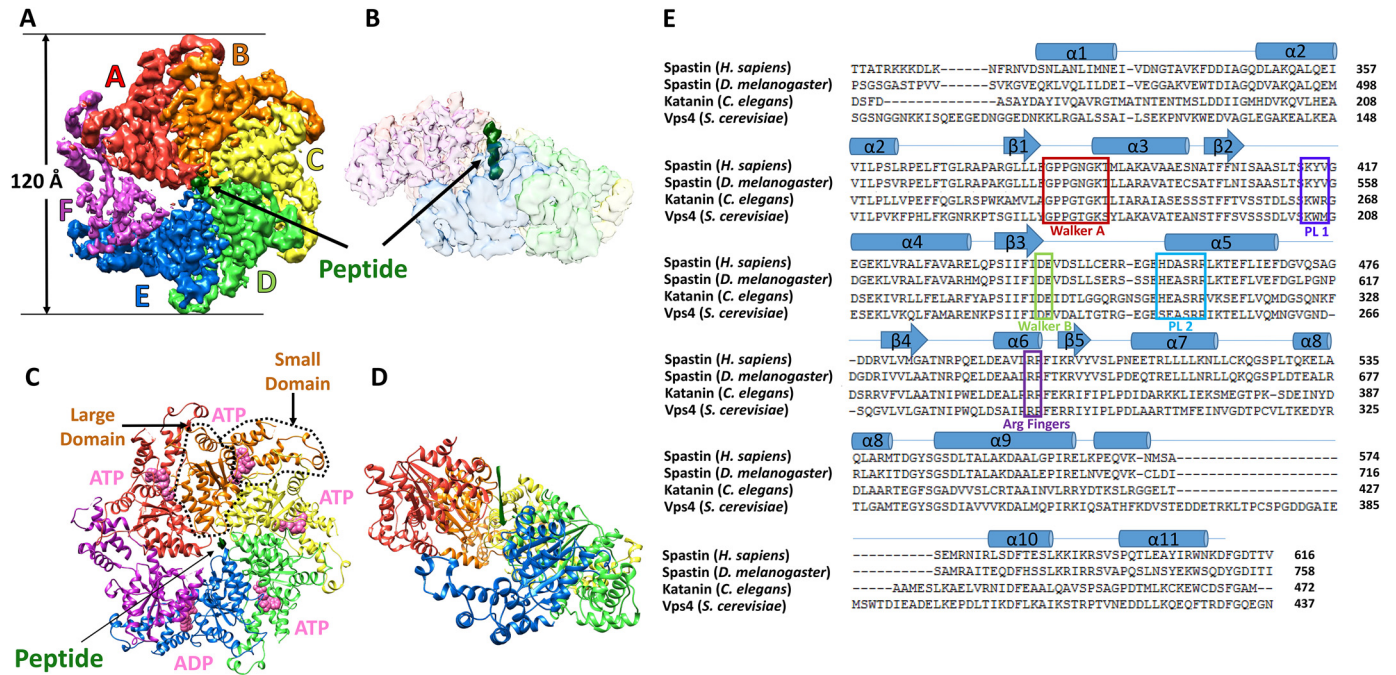 A
B
120 Å
A
B
C
D
E
F
Peptide
C
D
Large
Domain
Small
Domain
ATP
ATP
ATP
ATP
ADP
Peptide
E
α1
α2
Spastin (H. sapiens) TTATRKKKDLK------NFRNVDSNLANLIMNEI-VDNGTAVKFDDIAGQDLAKQALQEI 357
Spastin (D. melanogaster) PSGSGASTPVV------SVKGVEQKLVQLILDEI-VEGGAKVEWTDIAGQDVAKQALQEM 498
Katanin (C. elegans) DSFD------------ASAYDAYIVQAVRGTMATNTENTMSLDDIIGMHDVKQVLHEA 208
Vps4 (S. cerevisiae) SGSNGGNKKISQEEGEDNGGEDNKKLRGALSSAI-LSEKPNVKWEDVAGLEGAKEALKEA 148
α2
β1
α3
β2
Spastin (H. sapiens) VILPSLRPELFTGLRAPARGLLLFGPPGNGKTMLAKAVAAESNATFFNISAASLTSKYVG 417
Spastin (D. melanogaster) VILPSVRPELFTGLRAPAKGLLLFGPPGNGKTLLARAVATECSATFLNISAASLTSKYVG 558
Katanin (C. elegans) VTLPLLVPEFFQGLRSPWKAMVLAGPPGTGKTLIARAIASESSSTFFTVSSTDLSSKWRG 268
Vps4 (S. cerevisiae) VILPVKFPHLFKGNRKPTSGILLYGPPGTGKSYLAKAVATEANSTFFSVSSSDLVSKWMG 208
Walker A
PL 1
α4
β3
α5
Spastin (H. sapiens) EGEKLVRALFAVARELQPSIIFIDEVDSLLCERR-EGEHDASRRLKTEFLIEFDGVQSAG 476
Spastin (D. melanogaster) DGEKLVRALFAVARHMQPSIIFIDEVDSLLSERSSSEHEASRRLKTEFLVEFDGLPGNP 617
Katanin (C. elegans) DSEKIVRLLFELARFYAPSIIFIDEIDTLGGQRGNSGEHEASRRVKSEFLVQMDGSQNKF 327
Vps4 (S. cerevisiae) ESEKLVKQLFAMARENKPSIIFIDEVDALTGTRG-EGESEASRRIKTELLVQMNGVGND- 266
Walker B
PL 2
β4
α6
β5
α7
α8
Spastin (H. sapiens) -DDRVLVMGATNRPQELDEAVLRRFIKRVYVSLPNEETRLLLLKNLLCKQGSPLTQKELA 535
Spastin (D. melanogaster) DGDRIVVLAATNRPQELDEAALRRFTKRVYVSLPDEQTRELLLNRLLQKQGSPLDTEALR 677
Katanin (C. elegans) DSRRVFVLAATNIPWELDEALRRRFEKRIFIPLPDIDARKKLIEKSMEGTPK-SDEINYD 387
Vps4 (S. cerevisiae) -SQGVLVLGATNIPWQLDSAIRRRFERRIYIPLPDLAARTTMFEINVGDTPCVLTKEDYR 325
Arg Fingers
α8
α9
Spastin (H. sapiens) QLARMTDGYSGSDLTALAKDAALGPIRELKPEQVK-NMSA-------------------- 574
Spastin (D. melanogaster) RLAKITDGYSGSDLTALAKDAALEPIRELNVEQVK-CLDI-------------------- 716
Katanin (C. elegans) DLAARTEGFSGADVVSLCRTAAINVLRRYDTKSLRGGELT-------------------- 427
Vps4 (S. cerevisiae) TLGAMTEGYSGSDIAVVVKDALMQPIRKIQSATHFKDVSTEDDETRKLTPCSPGDDGAIE 385
α10
α11
Spastin (H. sapiens) --------SEMRNIRLSDFTESLKKIKRSVSPQTLEAYIRWNKDFGDTTV 616
Spastin (D. melanogaster) --------SAMRAITEQDFHSSLKRIRRSVAPQSLNSYEKWSQDYGDITI 758
Katanin (C. elegans) ----AAMESLKAELVRNIDFEAALQAVSPSAGPDTMLKCKEWCDSFGAM-- 472
Vps4 (S. cerevisiae) MSWTDIEADELKEPDLTIKDFLKAIKSTRPTVNEDDLLKQEQFTRDFGQEGN 437